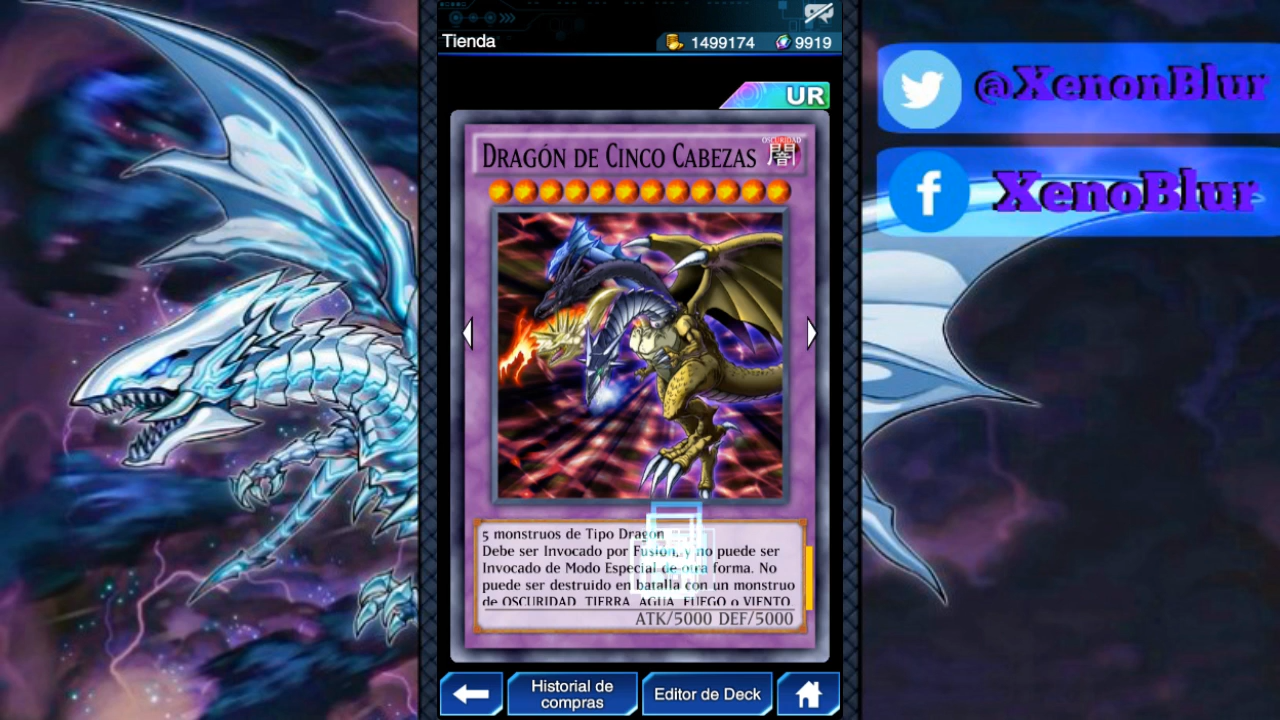 Tienda
1499174
9919
UR
DRAGÓN DE CINCO CABEZAS
OSCURIDAD
闇
5 monstruos de Tipo Dragón
Debe ser Invocado por Fusión, y no puede ser
Invocado de Modo Especial de otra forma. No
puede ser destruido en batalla con un monstruo
de OSCURIDAD, TIERRA, AGUA, FUEGO o VIENTO.
ATK/5000 DEF/5000
Historial de
compras
Editor de Deck
@XenonBlur
f
XenoBlur